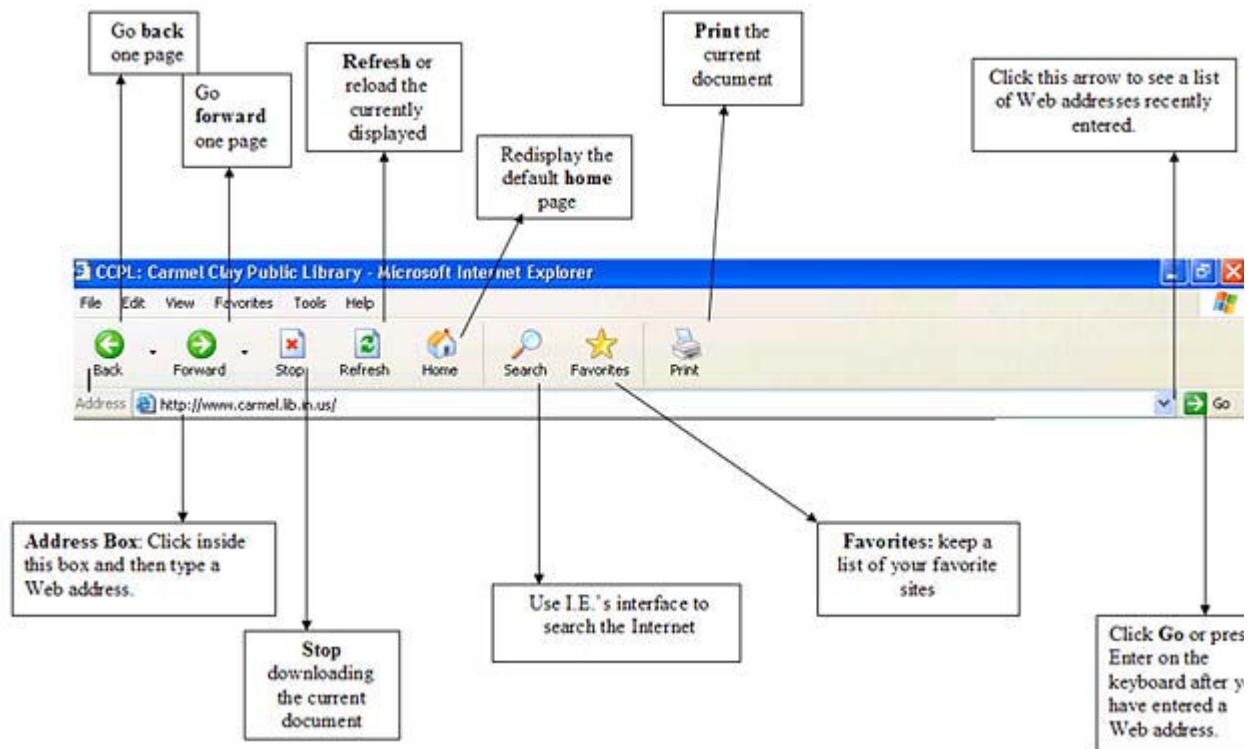 Go back
one page
Go
forward
one page
Refresh or
reload the
currently
displayed
Redisplay the
default home
page
Print the
current
document
Click this arrow to see a list
of Web addresses recently
entered.
CCPL: Carmel Clay Public Library - Microsoft Internet Explorer
File Edit View Favorites Tools Help
Back Forward Stop Refresh Home Search Favorites Print
Address http://www.carmel.lib.in.us/ Go
Address Box: Click inside
this box and then type a
Web address.
Stop
downloading
the current
document
Use I.E.'s interface to
search the Internet
Favorites: keep a
list of your favorite
sites
Click Go or pres
Enter on the
keyboard after y
have entered a
Web address.